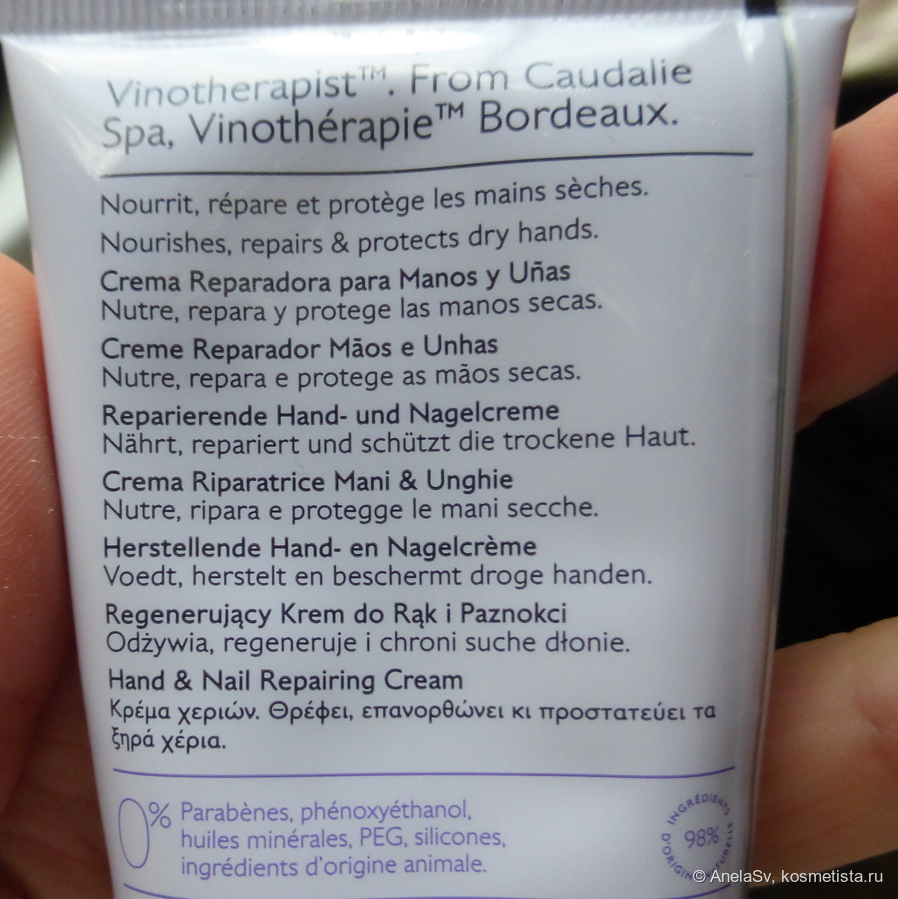 Vinotherapist™. From Caudalie
Spa, Vinothérapie™ Bordeaux.
Nourrit, répare et protège les mains sèches.
Nourishes, repairs & protects dry hands.
Crema Reparadora para Manos y Uñas
Nutre, repara y protege las manos secas.
Creme Reparador Mãos e Unhas
Nutre, repara e protege as mãos secas.
Reparierende Hand- und Nagelcreme
Nährt, repariert und schützt die trockene Haut.
Crema Riparatrice Mani & Unghie
Nutre, ripara e protegge le mani secche.
Herstellende Hand- en Nagelcrème
Voedt, herstelt en beschermt droge handen.
Regenerujący Krem do Rąk i Paznokci
Odżywia, regeneruje i chroni suche dłonie.
Hand & Nail Repairing Cream
Κρέμα χεριών. Θρέφει, επανορθώνει κι προστατεύει τα
ξηρά χέρια.
0% Parabènes, phénoxyéthanol,
huiles minérales, PEG, silicones,
ingrédients d'origine animale.
INGRÉDIENTS
98%
D'ORIGINE
© AnelaSv, kosmetista.ru